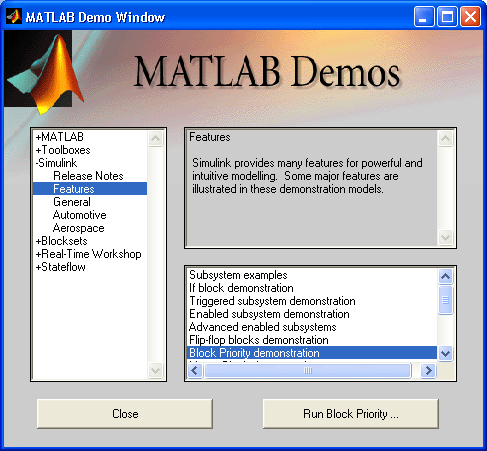 MATLAB Demo Window
MATLAB Demos
+MATLAB
+Toolboxes
-Simulink
Release Notes
Features
General
Automotive
Aerospace
+Blocksets
+Real-Time Workshop
+Stateflow
Features
Simulink provides many features for powerful and
intuitive modelling. Some major features are
illustrated in these demonstration models.
Subsystem examples
If block demonstration
Triggered subsystem demonstration
Enabled subsystem demonstration
Advanced enabled subsystems
Flip-flop blocks demonstration
Block Priority demonstration
Close
Run Block Priority ...